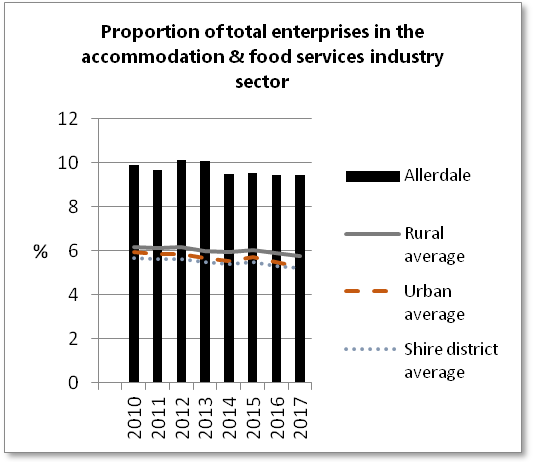 Proportion of total enterprises in the
accommodation & food services industry
sector
12
10
8
6
4
2
0
%
2010
2011
2012
2013
2014
2015
2016
2017
Allerdale
Rural
average
Urban
average
Shire district
average